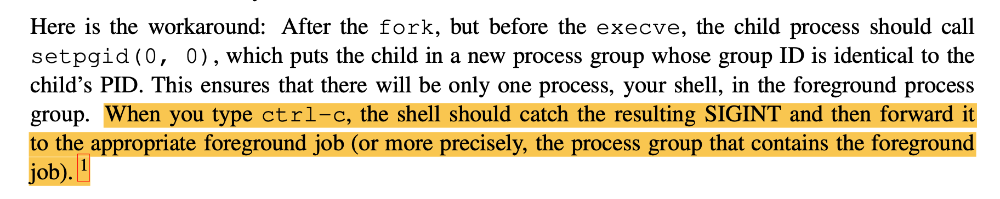 Here is the workaround: After the fork, but before the execve, the child process should call
setpgid(0, 0), which puts the child in a new process group whose group ID is identical to the
child’s PID. This ensures that there will be only one process, your shell, in the foreground process
group. When you type ctrl-c, the shell should catch the resulting SIGINT and then forward it
to the appropriate foreground job (or more precisely, the process group that contains the foreground
job). 1